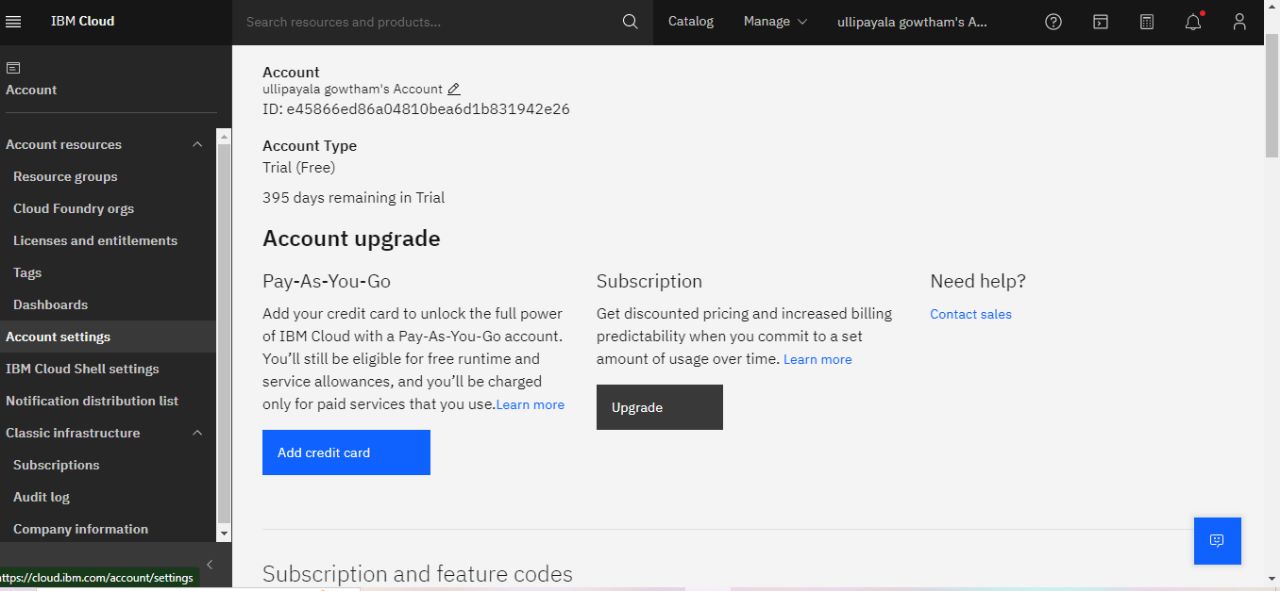 IBM Cloud
Search resources and products...
Catalog
Manage
ullipayala gowtham's A...
Account
Account resources
Resource groups
Cloud Foundry orgs
Licenses and entitlements
Tags
Dashboards
Account settings
IBM Cloud Shell settings
Notification distribution list
Classic infrastructure
Subscriptions
Audit log
Company information
https://cloud.ibm.com/account/settings
Account
ullipayala gowtham's Account
ID: e45866ed86a04810bea6d1b831942e26
Account Type
Trial (Free)
395 days remaining in Trial
Account upgrade
Pay-As-You-Go
Add your credit card to unlock the full power
of IBM Cloud with a Pay-As-You-Go account.
You’ll still be eligible for free runtime and
service allowances, and you’ll be charged
only for paid services that you use.Learn more
Add credit card
Subscription
Get discounted pricing and increased billing
predictability when you commit to a set
amount of usage over time. Learn more
Upgrade
Need help?
Contact sales
Subscription and feature codes